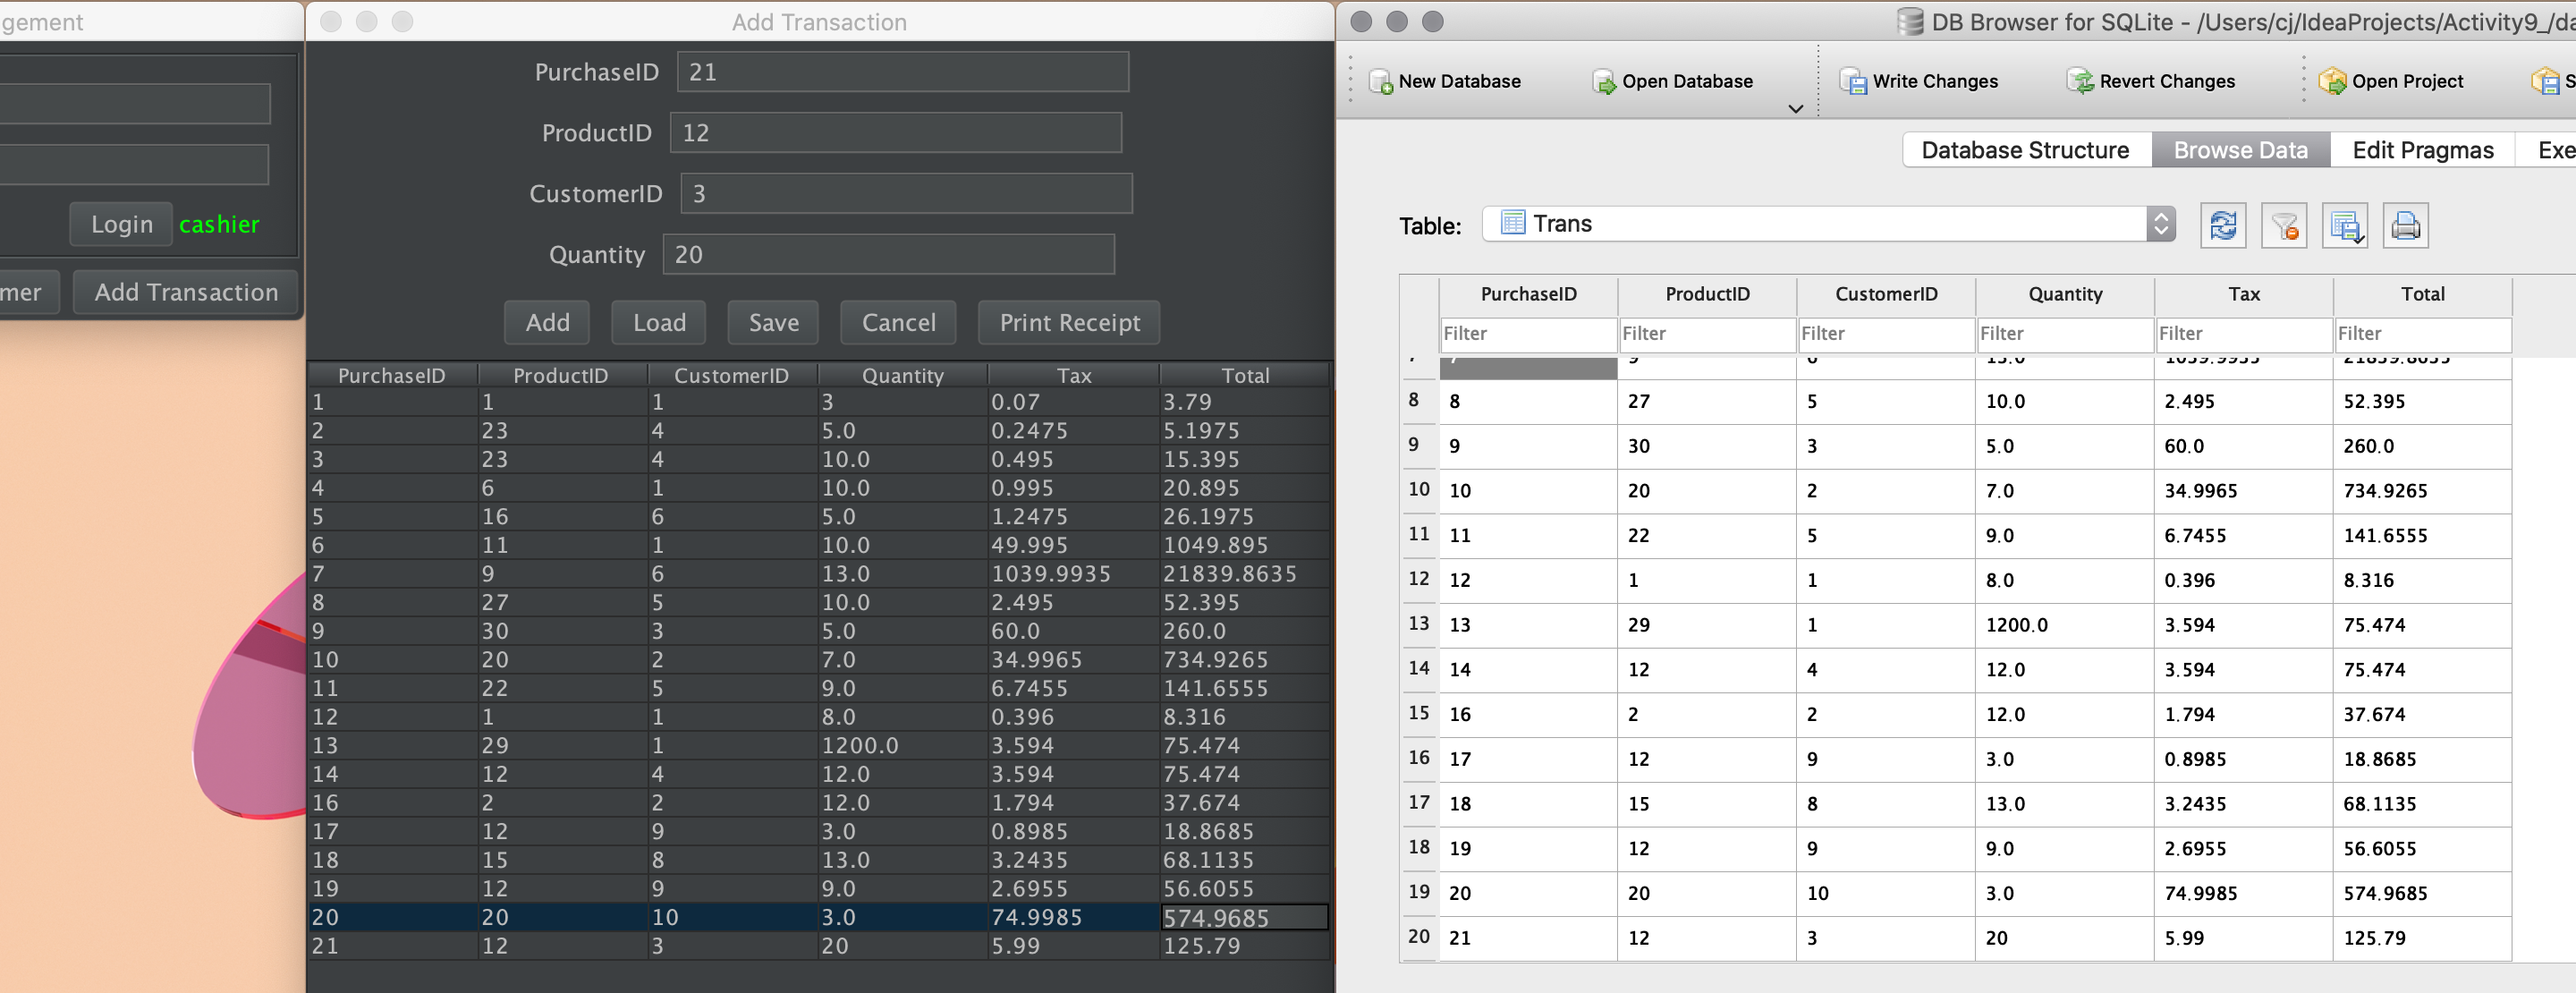 gement
Login cashier
mer Add Transaction
Add Transaction
PurchaseID 21
ProductID 12
CustomerID 3
Quantity 20
Add Load Save Cancel Print Receipt
PurchaseID ProductID CustomerID Quantity Tax Total
1 1 1 3 0.07 3.79
2 23 4 5.0 0.2475 5.1975
3 23 4 10.0 0.495 15.395
4 6 1 10.0 0.995 20.895
5 16 6 5.0 1.2475 26.1975
6 11 1 10.0 49.995 1049.895
7 9 6 13.0 1039.9935 21839.8635
8 27 5 10.0 2.495 52.395
9 30 3 5.0 60.0 260.0
10 20 2 7.0 34.9965 734.9265
11 22 5 9.0 6.7455 141.6555
12 1 1 8.0 0.396 8.316
13 29 1 1200.0 3.594 75.474
14 12 4 12.0 3.594 75.474
16 2 2 12.0 1.794 37.674
17 12 9 3.0 0.8985 18.8685
18 15 8 13.0 3.2435 68.1135
19 12 9 9.0 2.6955 56.6055
20 20 10 3.0 74.9985 574.9685
21 12 3 20 5.99 125.79
DB Browser for SQLite - /Users/cj/IdeaProjects/Activity9_/da
New Database Open Database Write Changes Revert Changes Open Project S
Database Structure Browse Data Edit Pragmas Exe
Table: Trans
PurchaseID ProductID CustomerID Quantity Tax Total
Filter Filter Filter Filter Filter Filter
7 7 9 6 13.0 1039.9935 21839.8635
8 8 27 5 10.0 2.495 52.395
9 9 30 3 5.0 60.0 260.0
10 10 20 2 7.0 34.9965 734.9265
11 11 22 5 9.0 6.7455 141.6555
12 12 1 1 8.0 0.396 8.316
13 13 29 1 1200.0 3.594 75.474
14 14 12 4 12.0 3.594 75.474
15 16 2 2 12.0 1.794 37.674
16 17 12 9 3.0 0.8985 18.8685
17 18 15 8 13.0 3.2435 68.1135
18 19 12 9 9.0 2.6955 56.6055
19 20 20 10 3.0 74.9985 574.9685
20 21 12 3 20 5.99 125.79